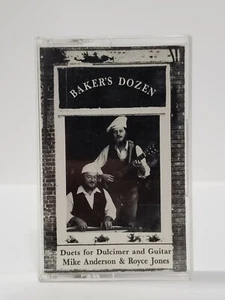 BAKER'S DOZEN
Duets for Dulcimer and Guitar
Mike Anderson & Royce Jones